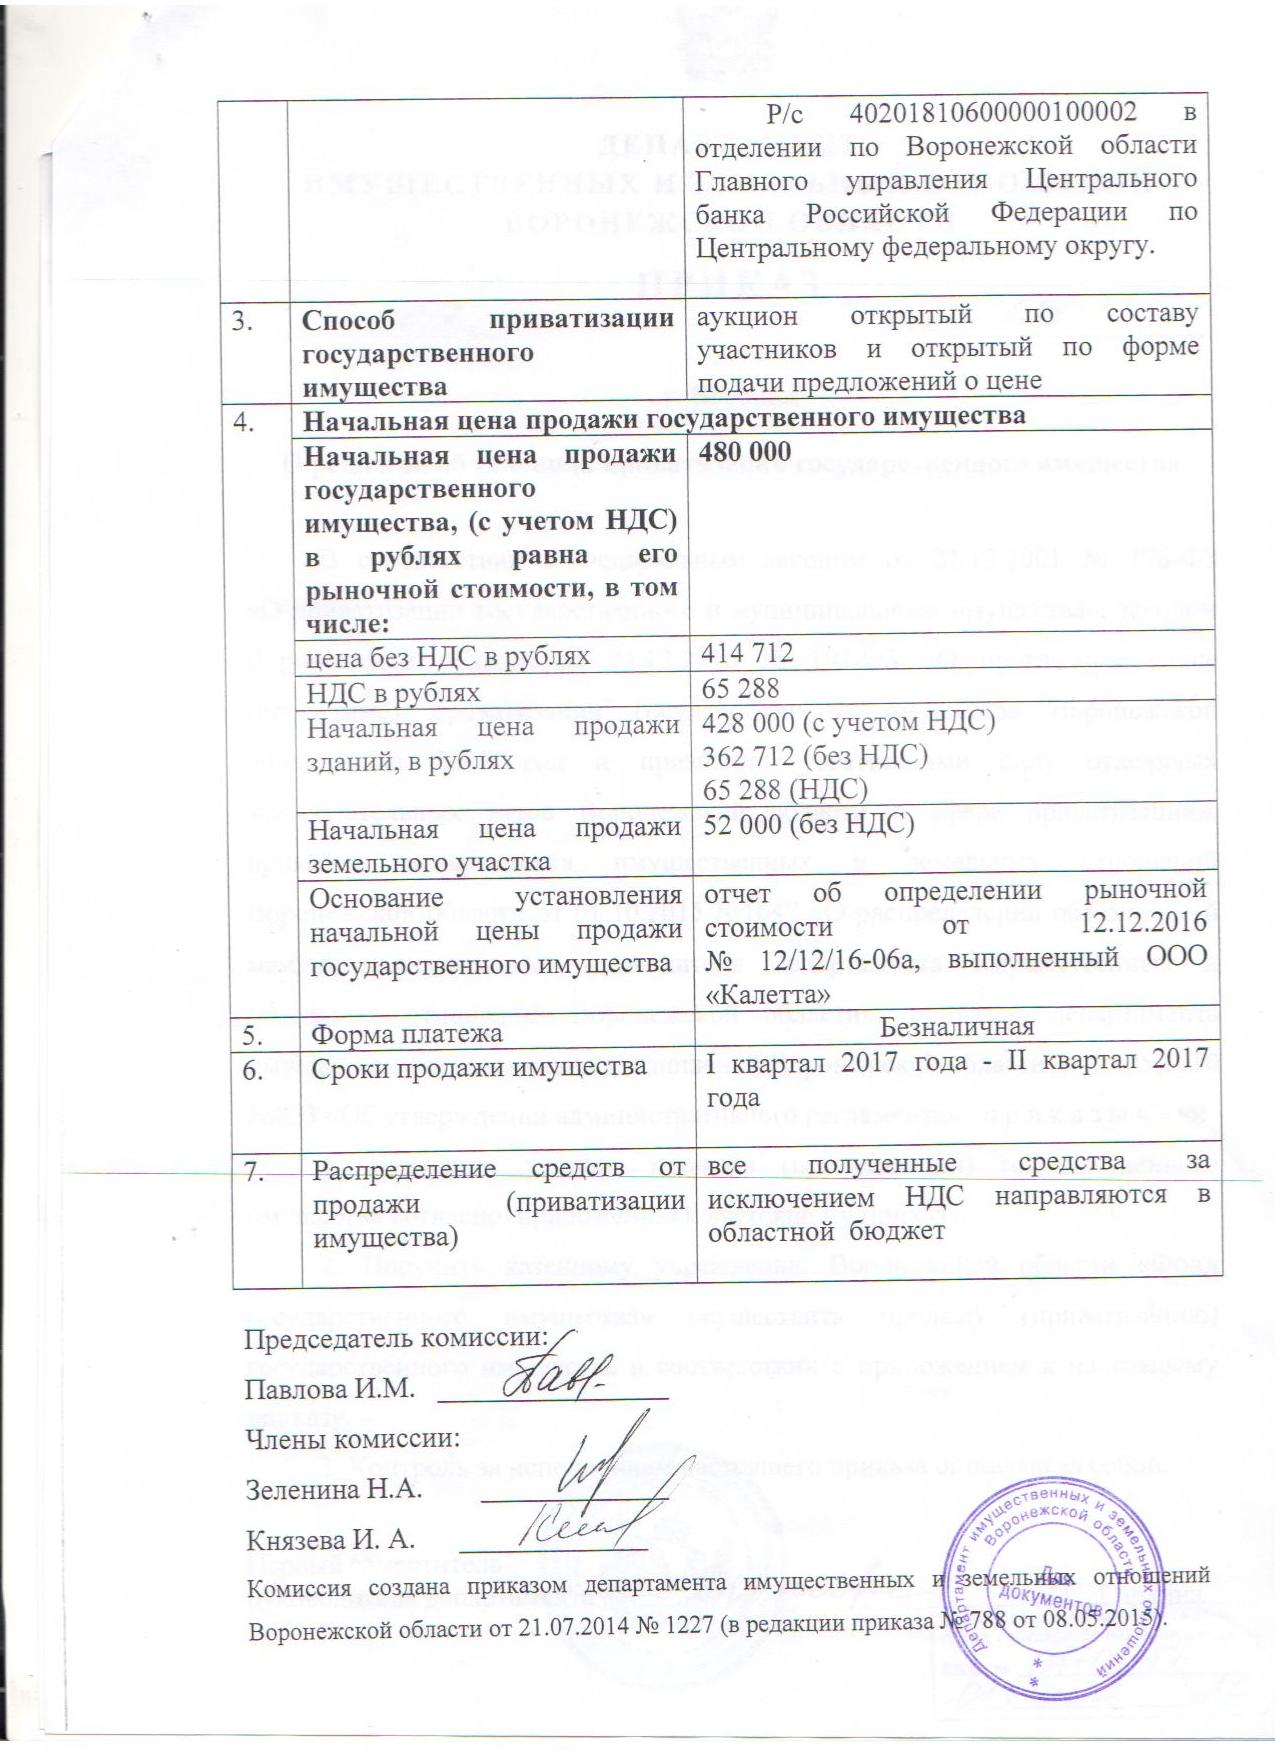 Р/с 40201810600000100002 в
отделении по Воронежской области
Главного управления Центрального
банка Российской Федерации по
Центральному федеральному округу.
3.
Способ приватизации
государственного
имущества
аукцион открытый по составу
участников и открытый по форме
подачи предложений о цене
4.
Начальная цена продажи государственного имущества
Начальная цена продажи
государственного
имущества, (с учетом НДС)
в рублях равна его
рыночной стоимости, в том
числе:
480 000
цена без НДС в рублях
414 712
НДС в рублях
65 288
Начальная цена продажи
зданий, в рублях
428 000 (с учетом НДС)
362 712 (без НДС)
65 288 (НДС)
Начальная цена продажи
земельного участка
52 000 (без НДС)
Основание установления
начальной цены продажи
государственного имущества
отчет об определении рыночной
стоимости от 12.12.2016
№ 12/12/16-06а, выполненный ООО
«Калетта»
5.
Форма платежа
Безналичная
6.
Сроки продажи имущества
I квартал 2017 года - II квартал 2017
года
7.
Распределение средств от
продажи (приватизации
имущества)
все полученные средства за
исключением НДС направляются в
областной бюджет
Председатель комиссии:
Павлова И.М.
Члены комиссии:
Зеленина Н.А.
Князева И. А.
Комиссия создана приказом департамента имущественных и земельных отношений
Воронежской области от 21.07.2014 № 1227 (в редакции приказа № 788 от 08.05.2015).
Департамент имущественных и земельных отношений
Воронежской области
Для
документов